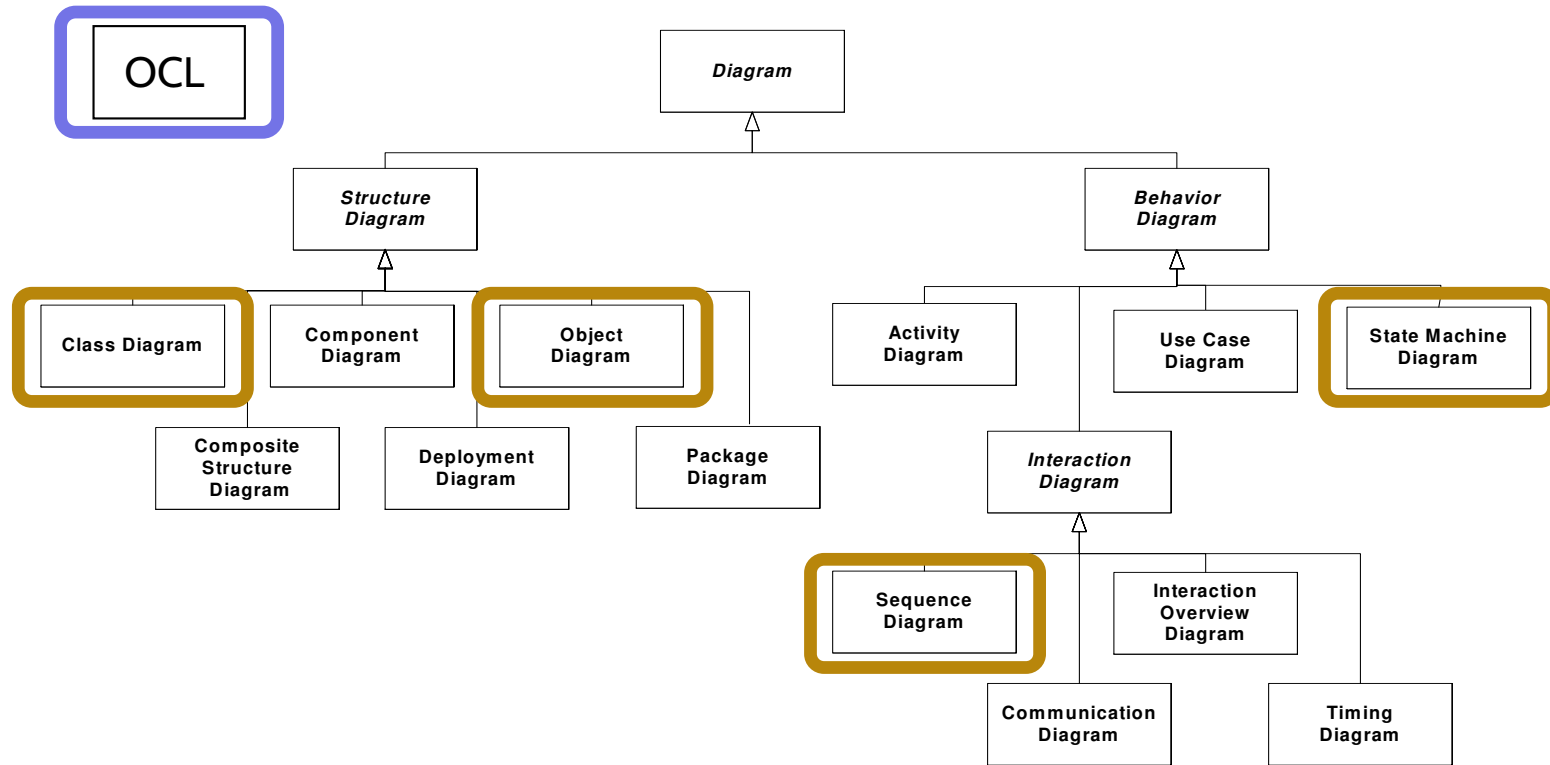 OCL
Diagram
Structure
Diagram
Behavior
Diagram
Class Diagram
Component
Diagram
Object
Diagram
Activity
Diagram
Use Case
Diagram
State Machine
Diagram
Composite
Structure
Diagram
Deployment
Diagram
Package
Diagram
Interaction
Diagram
Sequence
Diagram
Interaction
Overview
Diagram
Communication
Diagram
Timing
Diagram